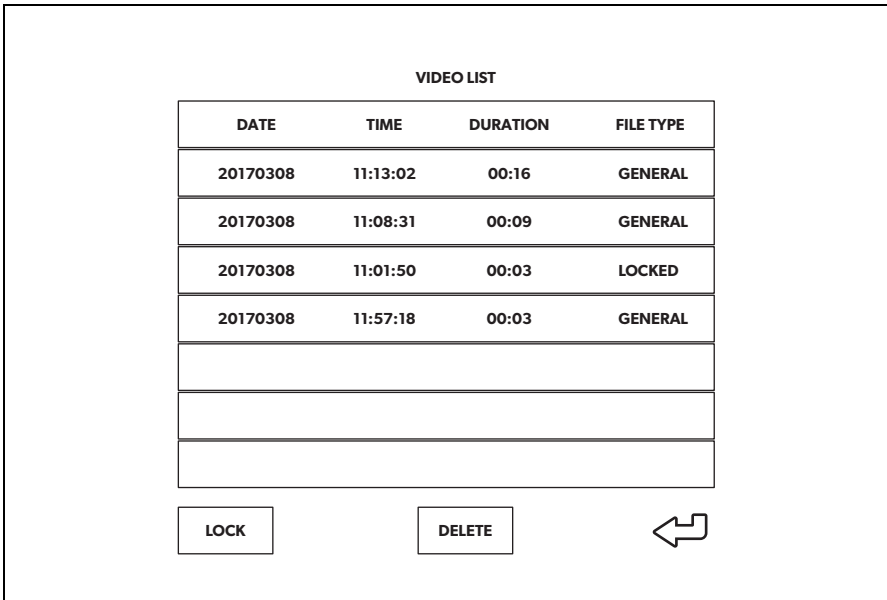 VIDEO LIST
DATE TIME DURATION FILE TYPE
20170308 11:13:02 00:16 GENERAL
20170308 11:08:31 00:09 GENERAL
20170308 11:01:50 00:03 LOCKED
20170308 11:57:18 00:03 GENERAL
LOCK DELETE